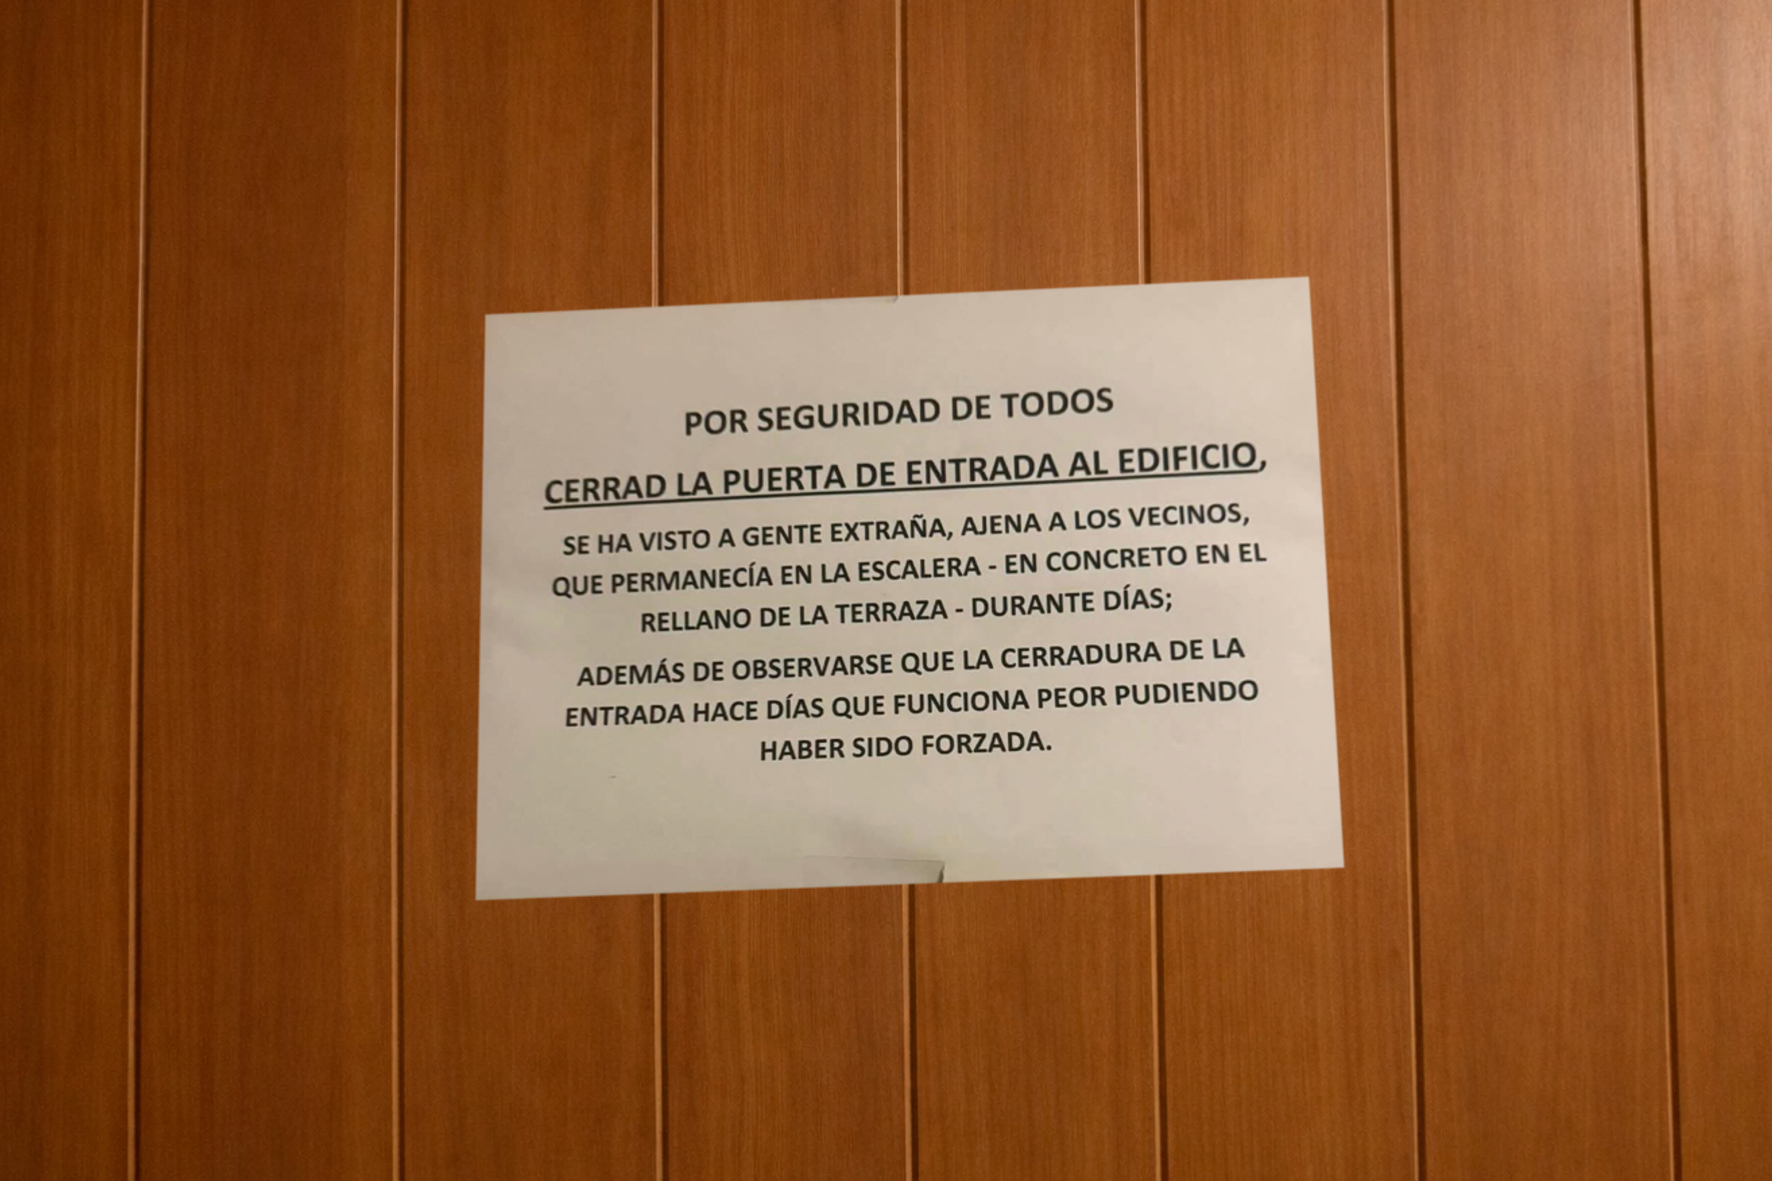 POR SEGURIDAD DE TODOS
CERRAD LA PUERTA DE ENTRADA AL EDIFICIO,
SE HA VISTO A GENTE EXTRAÑA, AJENA A LOS VECINOS,
QUE PERMANECÍA EN LA ESCALERA - EN CONCRETO EN EL
RELLANO DE LA TERRAZA - DURANTE DÍAS;
ADEMÁS DE OBSERVARSE QUE LA CERRADURA DE LA
ENTRADA HACE DÍAS QUE FUNCIONA PEOR PUDIENDO
HABER SIDO FORZADA.